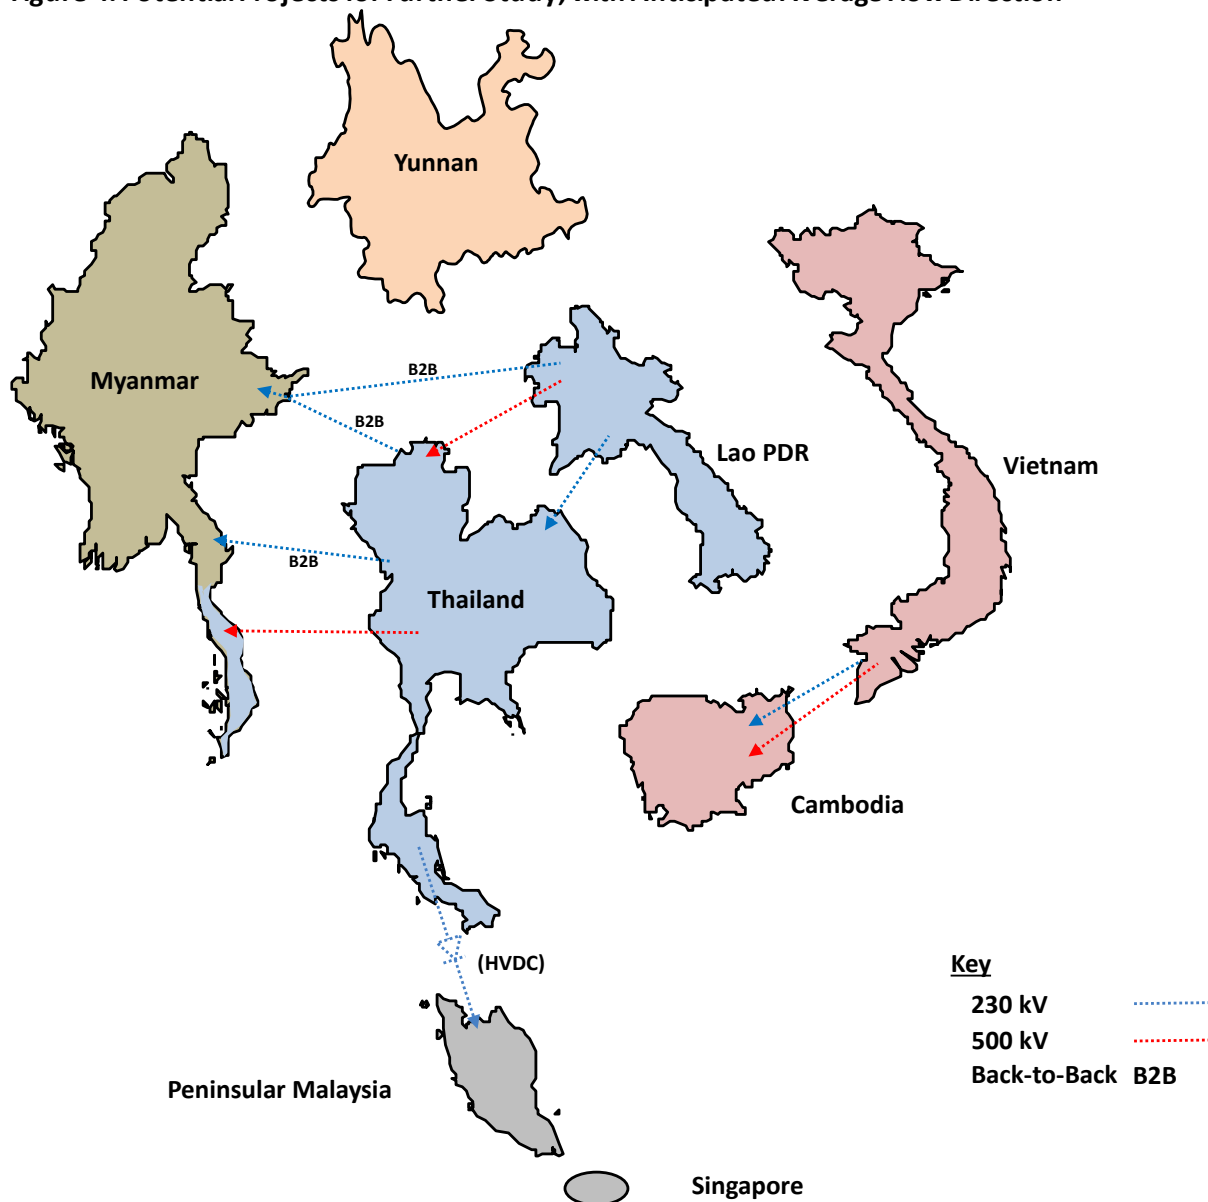 Yunnan
Myanmar
B2B
B2B
Lao PDR
Vietnam
B2B
Thailand
Cambodia
(HVDC)
Key
230 kV
500 kV
Back-to-Back B2B
Peninsular Malaysia
Singapore